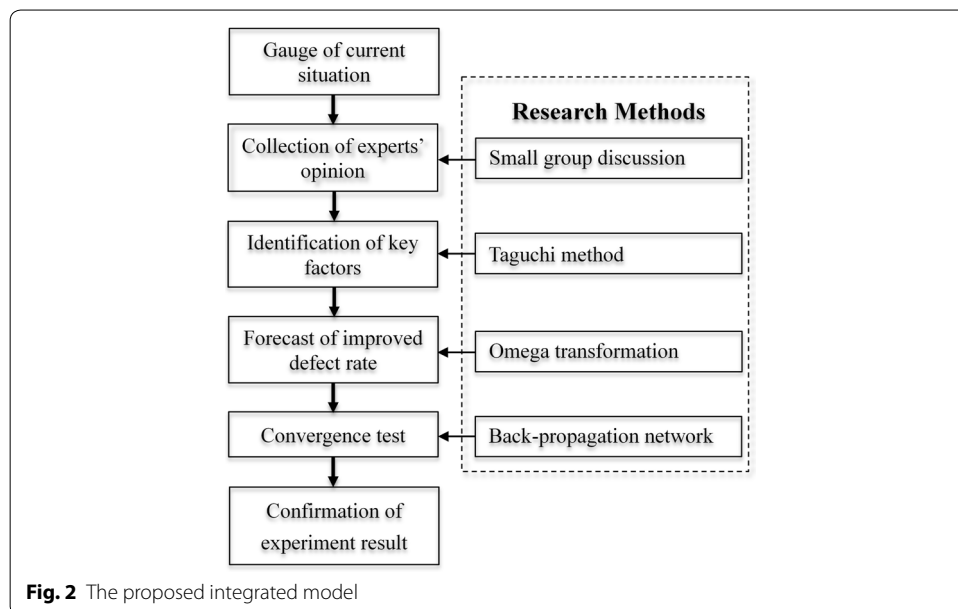 Gauge of current
situation
Research Methods
Collection of experts’
opinion
Small group discussion
Identification of key
factors
Taguchi method
Forecast of improved
defect rate
Omega transformation
Convergence test
Back-propagation network
Confirmation of
experiment result
Fig. 2 The proposed integrated model